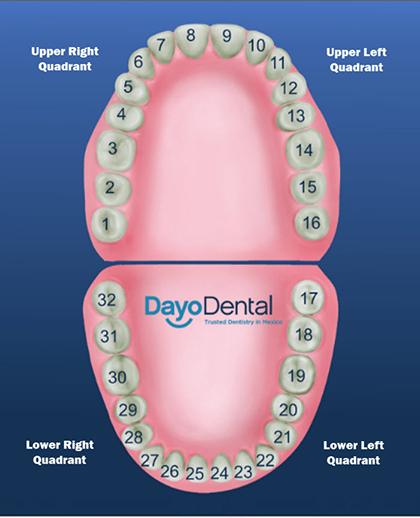 Upper Right
Quadrant
Upper Left
Quadrant
8 9
7 10
6 11
5 12
4 13
3 14
2 15
1 16
32 17
DayoDental
Trusted Dentistry in Mexico
31 18
30 19
29 20
28 21
27 22
26 25 24 23
Lower Right
Quadrant
Lower Left
Quadrant